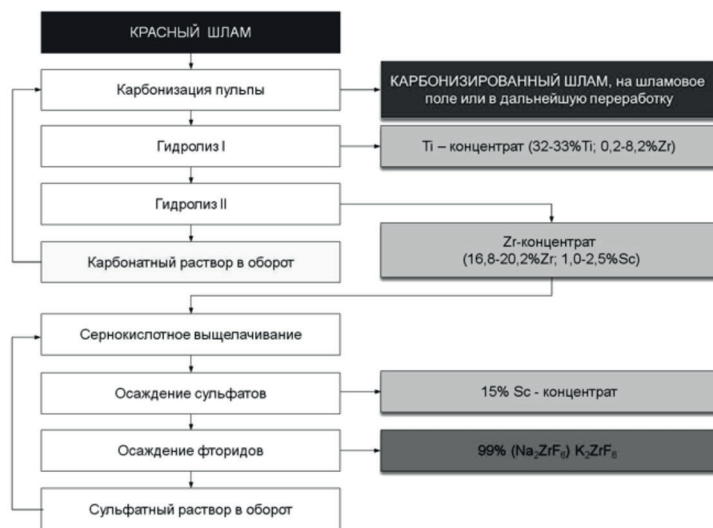 КРАСНЫЙ ШЛАМ
Карбонизация пульпы
КАРБОНИЗИРОВАННЫЙ ШЛАМ, на шламовое
поле или в дальнейшую переработку
Гидролиз I
Ti – концентрат (32-33%Ti; 0,2-8,2%Zr)
Гидролиз II
Zr-концентрат
(16,8-20,2%Zr; 1,0-2,5%Sc)
Карбонатный раствор в оборот
Сернокислотное выщелачивание
Осаждение сульфатов
15% Sc - концентрат
Осаждение фторидов
99% (Na₂ZrF₆) K₂ZrF₆
Сульфатный раствор в оборот